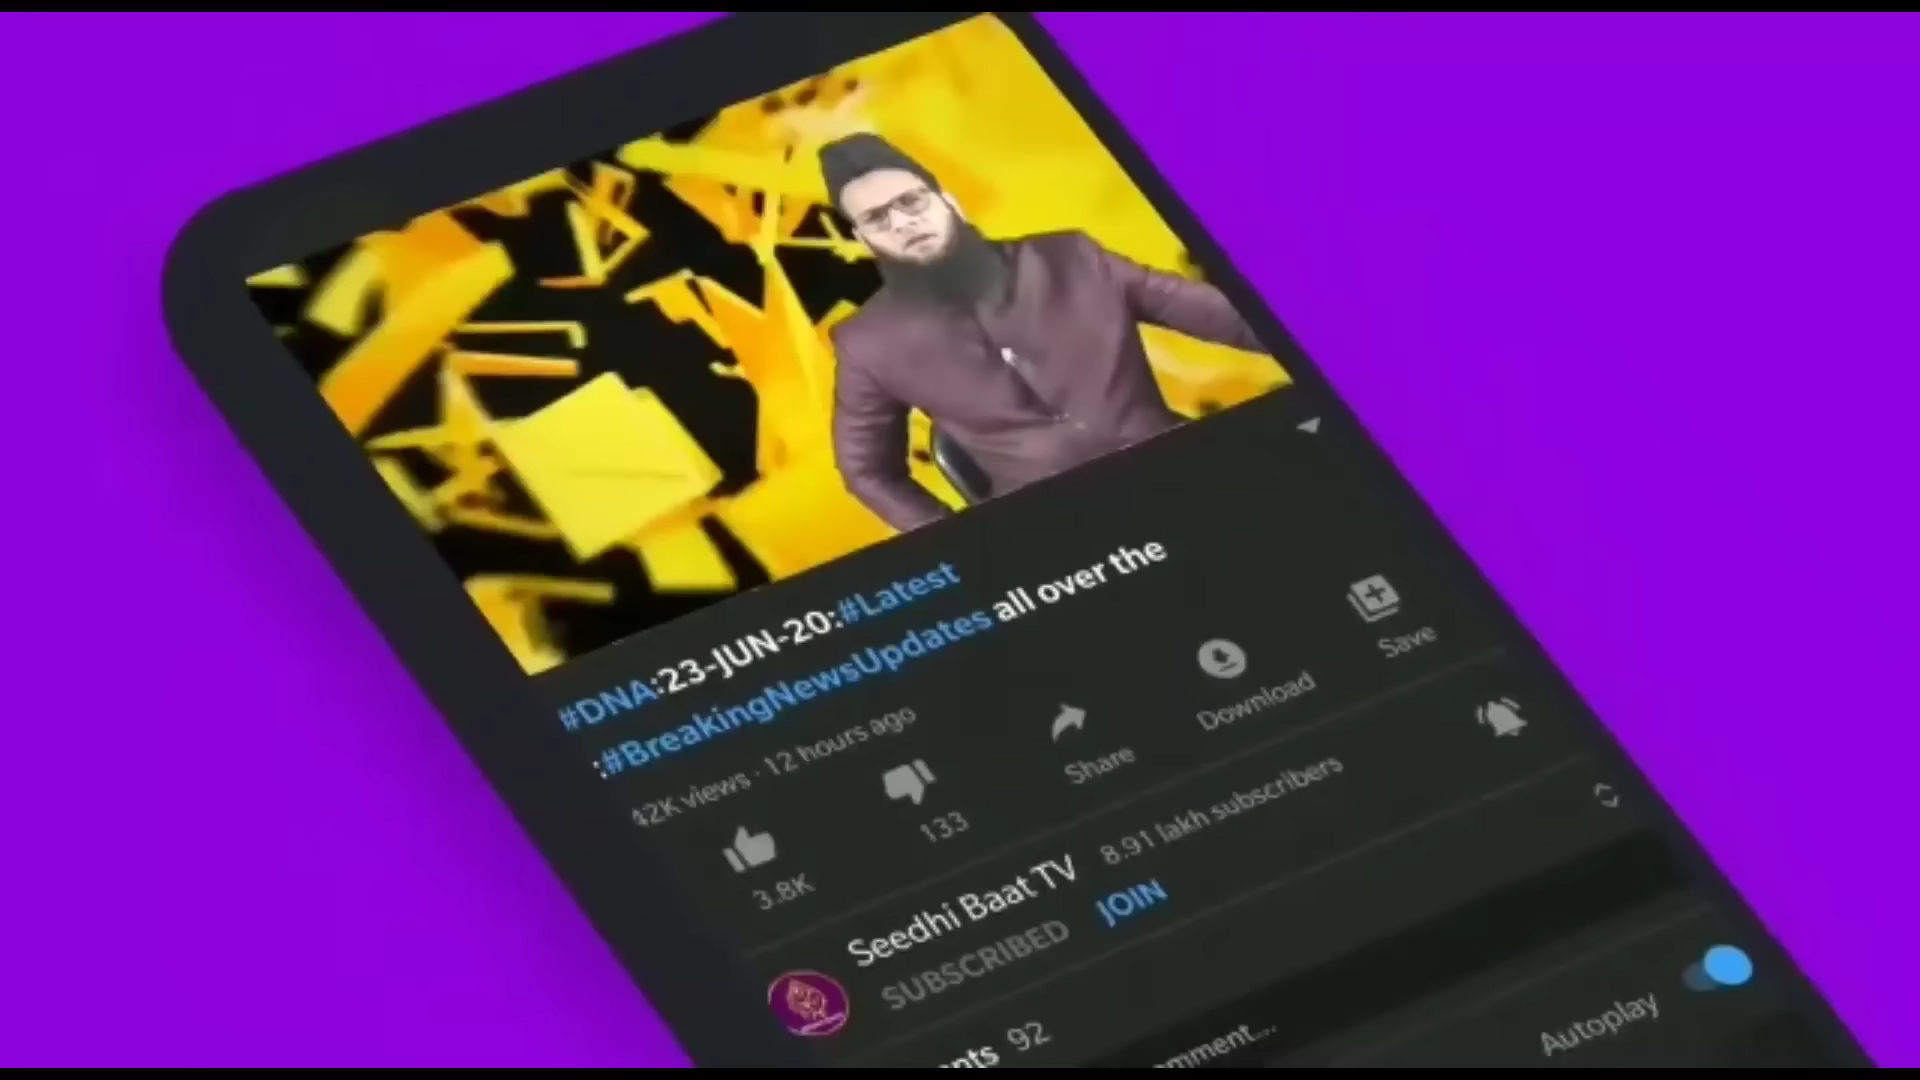 #DNA:23-JUN-20:#Latest
:#BreakingNewsUpdates all over the
42K views · 12 hours ago
3.8K
133
Share
Download
Save
Seedhi Baat TV 8.91 lakh subscribers
SUBSCRIBED JOIN
92
Autoplay